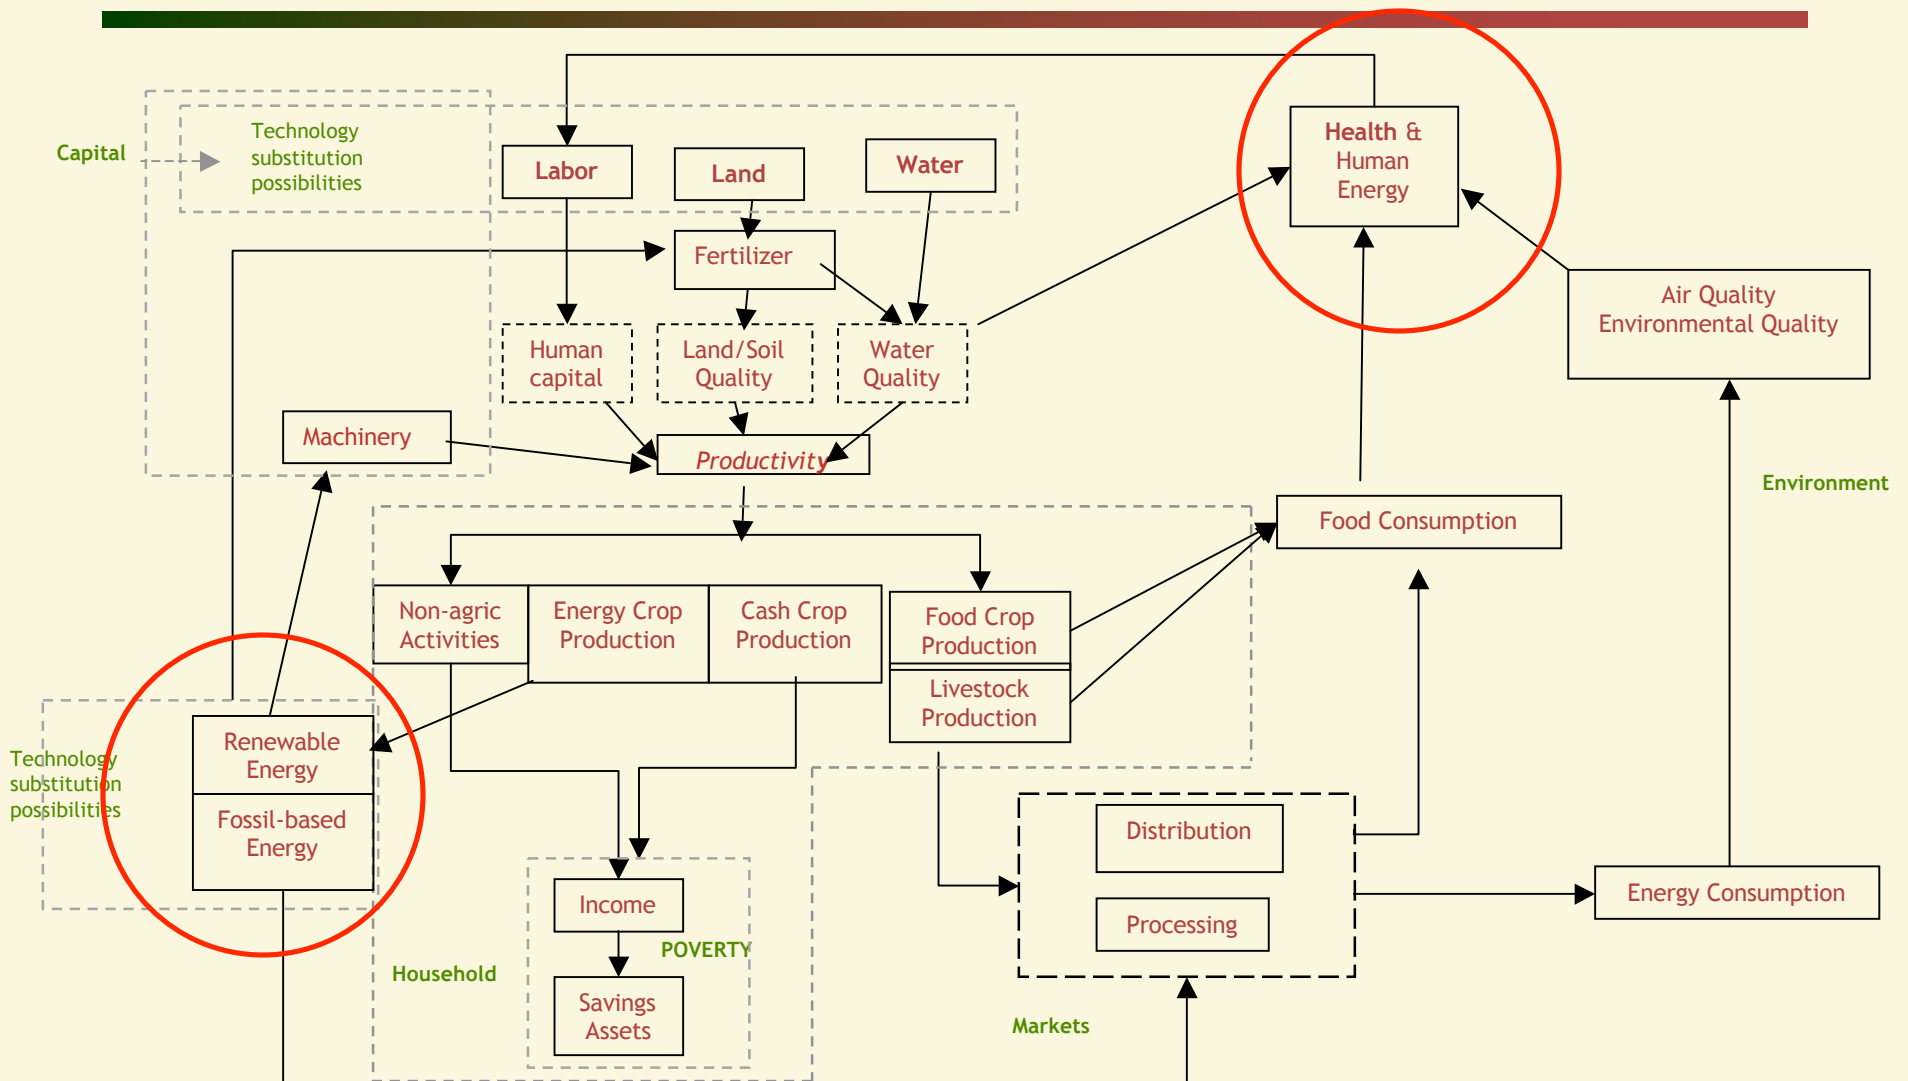 Capital
Technology
substitution
possibilities
Labor
Land
Water
Health &
Human
Energy
Fertilizer
Air Quality
Environmental Quality
Human
capital
Land/Soil
Quality
Water
Quality
Machinery
Productivity
Environment
Food Consumption
Non-agric
Activities
Energy Crop
Production
Cash Crop
Production
Food Crop
Production
Livestock
Production
Technology
substitution
possibilities
Renewable
Energy
Fossil-based
Energy
Distribution
Processing
Energy Consumption
Income
POVERTY
Household
Savings
Assets
Markets